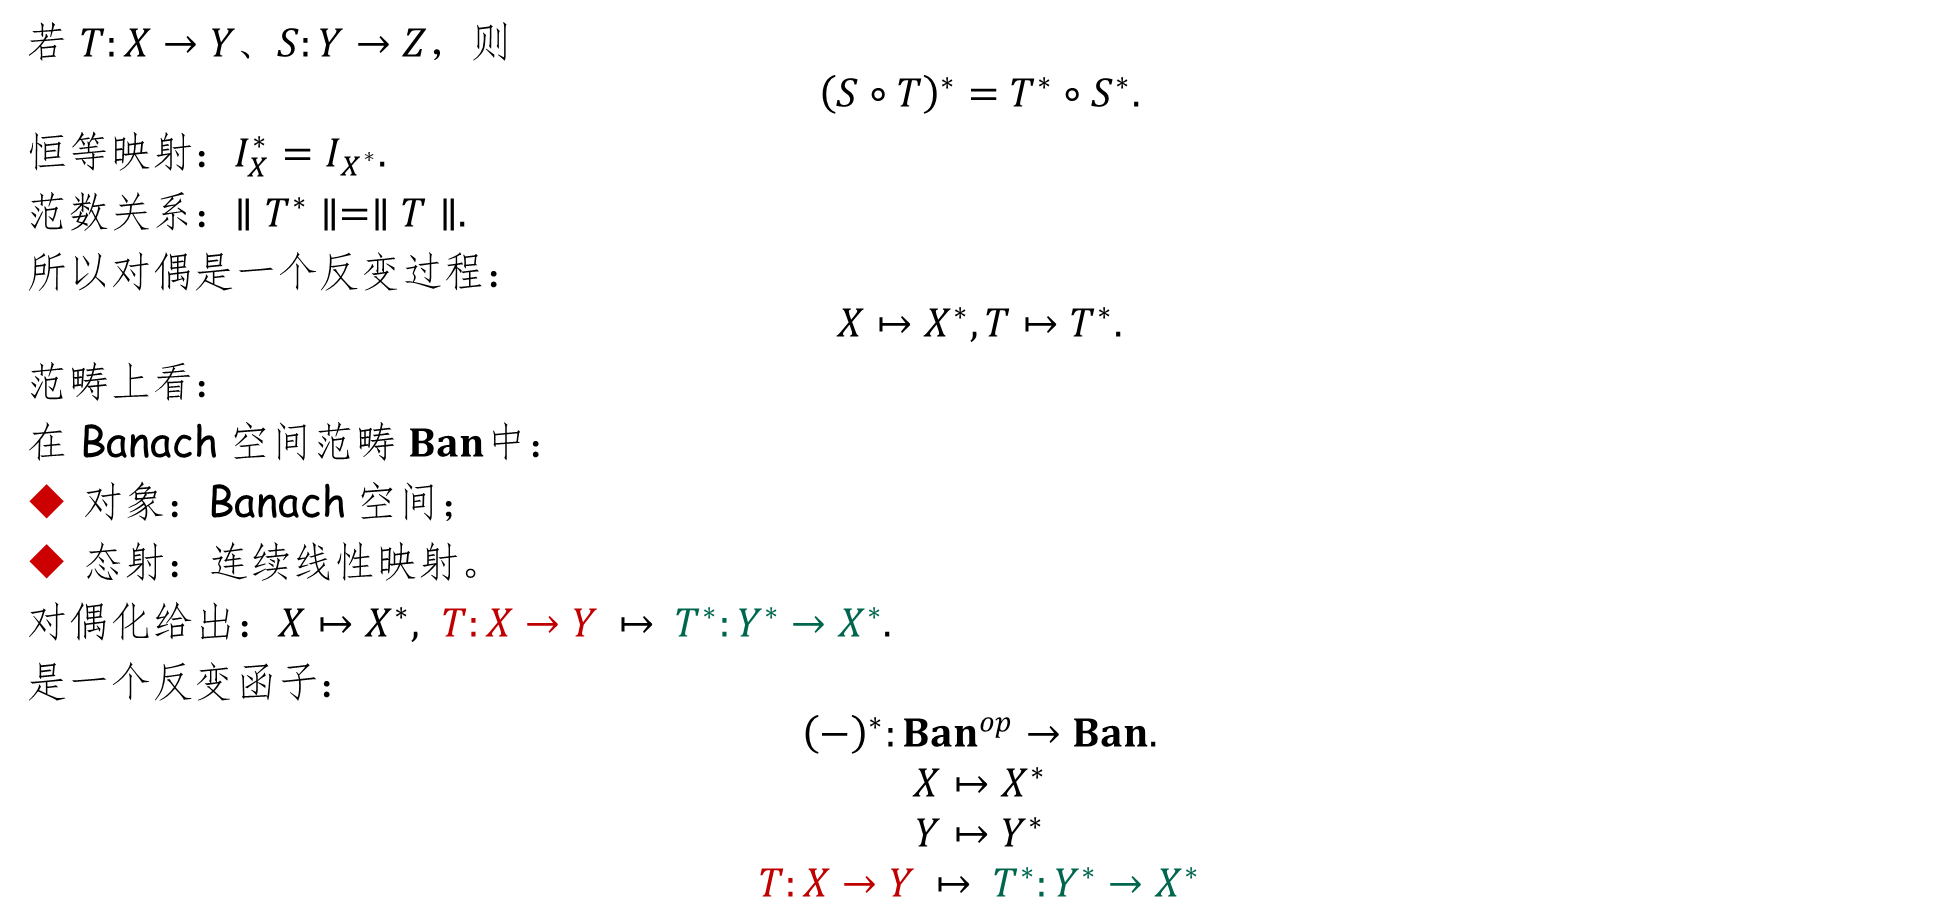 若 T: X → Y、S: Y → Z，则
(S ∘ T)* = T* ∘ S*.
恒等映射：I_X^* = I_{X*}.
范数关系：∥ T* ∥=∥ T ∥.
所以对偶是一个反变过程：
X ↦ X*, T ↦ T*.
范畴上看：
在 Banach 空间范畴 Ban中：
◆ 对象：Banach 空间；
◆ 态射：连续线性映射。
对偶化给出：X ↦ X*, T: X → Y ↦ T*: Y* → X*.
是一个反变函子：
(−)*: Ban^{op} → Ban.
X ↦ X*
Y ↦ Y*
T: X → Y ↦ T*: Y* → X*